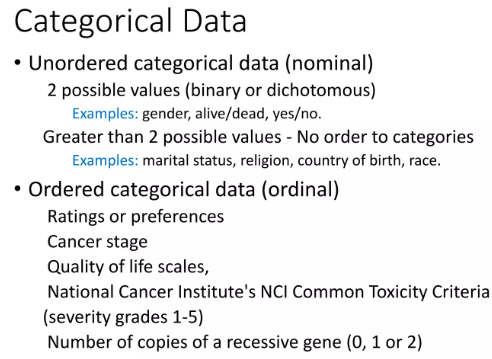 Categorical Data
• Unordered categorical data (nominal)
2 possible values (binary or dichotomous)
Examples: gender, alive/dead, yes/no.
Greater than 2 possible values - No order to categories
Examples: marital status, religion, country of birth, race.
• Ordered categorical data (ordinal)
Ratings or preferences
Cancer stage
Quality of life scales,
National Cancer Institute's NCI Common Toxicity Criteria
(severity grades 1-5)
Number of copies of a recessive gene (0, 1 or 2)